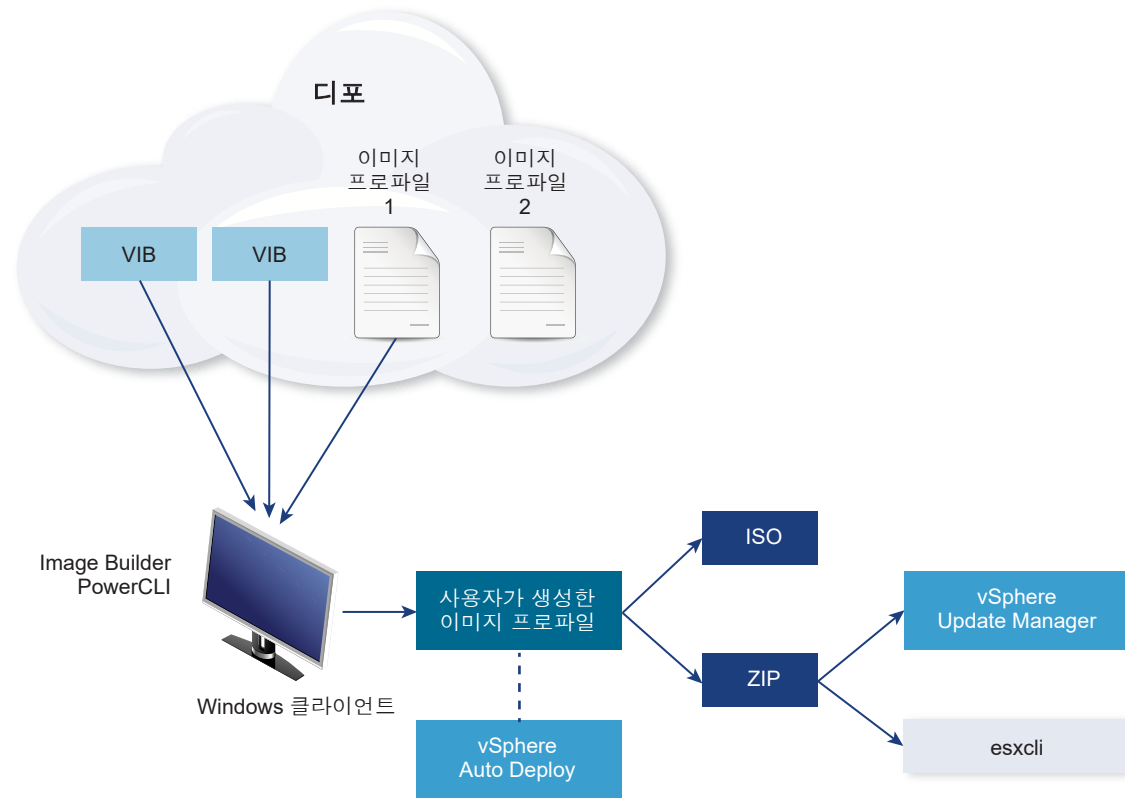 디포
이미지
프로파일
1
이미지
프로파일
2
VIB
VIB
Image Builder
PowerCLI
Windows 클라이언트
사용자가 생성한
이미지 프로파일
vSphere
Auto Deploy
ISO
ZIP
vSphere
Update Manager
esxcli